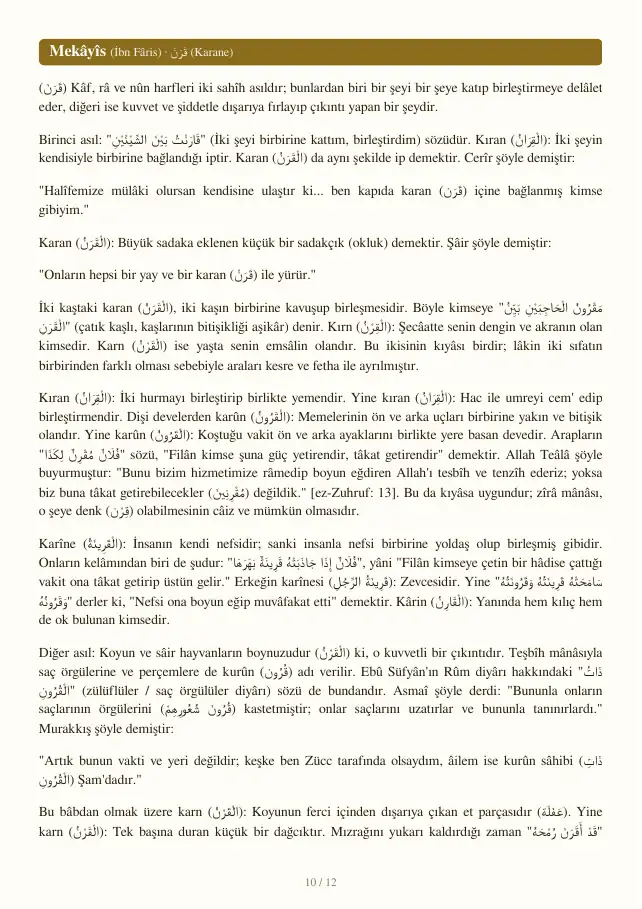 Mekâyîs (İbn Fâris) · قَرَنَ (Karane)
(قَرَنَ) Kâf, râ ve nûn harfleri iki sahîh asıldır; bunlardan biri bir şeyi bir şeye katıp birleştirmeye delâlet
eder, diğeri ise kuvvet ve şiddetle dışarıya fırlayıp çıkıntı yapan bir şeydir.
Birinci asıl: "قَارَنْتُ بَيْنَ الشَّيْئَيْنِ" (İki şeyi birbirine kattım, birleştirdim) sözüdür. Kıran (الْقِرَانُ): İki şeyin
kendisiyle birbirine bağlandığı iptir. Karan (الْقَرَنُ) da aynı şekilde ip demektir. Cerîr şöyle demiştir:
"Halîfemize mülâki olursan kendisine ulaştır ki... ben kapıda karan (قَرَن) içine bağlanmış kimse
gibiyim."
Karan (الْقَرَنُ): Büyük sadaka eklenen küçük bir sadakçık (okluk) demektir. Şâir şöyle demiştir:
"Onların hepsi bir yay ve bir karan (قَرَنْ) ile yürür."
İki kaştaki karan (الْقَرَنُ), iki kaşın birbirine kavuşup birleşmesidir. Böyle kimseye "مَقْرُونُ الْحَاجِبَيْنِ بَيِّنُ
الْقَرَنِ" (çatık kaşlı, kaşlarının bitişikliği aşikâr) denir. Kırn (الْقِرْنُ): Şecâatte senin dengin ve akranın olan
kimsedir. Karn (الْقَرْنُ) ise yaşta senin emsâlin olandır. Bu ikisinin kıyâsı birdir; lâkin iki sıfatın
birbirinden farklı olması sebebiyle araları kesre ve fetha ile ayrılmıştır.
Kıran (الْقِرَانُ): İki hurmayı birleştirip birlikte yemendir. Yine kıran (الْقِرَانُ): Hac ile umreyi cem' edip
birleştirmendir. Dişi develerden karûn (الْقَرُونُ): Memelerinin ön ve arka uçları birbirine yakın ve bitişik
olandır. Yine karûn (الْقَرُونُ): Koştuğu vakit ön ve arka ayaklarını birlikte yere basan devedir. Arapların
"فُلَانٌ مُقْرِنٌ لِكَذَا" sözü, "Filân kimse şuna güç yetirendir, tâkat getirendir" demektir. Allah Teâlâ şöyle
buyurmuştur: "Bunu bizim hizmetimize râmedip boyun eğdiren Allah'ı tesbîh ve tenzîh ederiz; yoksa
biz buna tâkat getirebilecekler (مُقْرِنِينَ) değildik." [ez-Zuhruf: 13]. Bu da kıyâsa uygundur; zîrâ mânâsı,
o şeye denk (قِرْن) olabilmesinin câiz ve mümkün olmasıdır.
Karîne (الْقَرِينَةُ): İnsanın kendi nefsidir; sanki insanla nefsi birbirine yoldaş olup birleşmiş gibidir.
Onların kelâmından biri de şudur: "فُلَانٌ إِذَا جَاذَبَتْهُ قَرِينَةٌ بَهَرَهَا", yâni "Filân kimseye çetin bir hâdise çattığı
vakit ona tâkat getirip üstün gelir." Erkeğin karînesi (قَرِينَةُ الرَّجُلِ): Zevcesidir. Yine "سَامَحَتْهُ قَرِينَتُهُ وَقَرُونَتُهُ
وَقَرُونُهُ" derler ki, "Nefsi ona boyun eğip muvâfakat etti" demektir. Kârin (الْقَارِنُ): Yanında hem kılıç hem
de ok bulunan kimsedir.
Diğer asıl: Koyun ve sâir hayvanların boynuzudur (الْقَرْنُ) ki, o kuvvetli bir çıkıntıdır. Teşbîh mânâsıyla
saç örgülerine ve perçemlere de kurûn (قُرُون) adı verilir. Ebû Süfyân'ın Rûm diyârı hakkındaki "ذَاتُ
الْقُرُونِ" (zülüflüler / saç örgülüler diyârı) sözü de bundandır. Asmaî şöyle derdi: "Bununla onların
saçlarının örgülerini (قُرُونَ شُعُورِهِمْ) kastetmiştir; onlar saçlarını uzatırlar ve bununla tanınırlardı."
Murakkış şöyle demiştir:
"Artık bunun vakti ve yeri değildir; keşke ben Zücc tarafında olsaydım, âilem ise kurûn sâhibi (ذَاتِ
الْقُرُونِ) Şam'dadır."
Bu bâbdan olmak üzere karn (الْقَرْنُ): Koyunun ferci içinden dışarıya çıkan et parçasıdır (عَفَلَة). Yine
karn (الْقَرْنُ): Tek başına duran küçük bir dağcıktır. Mızrağını yukarı kaldırdığı zaman "قَدْ أَقْرَنَ رُمْحَهُ"
10 / 12